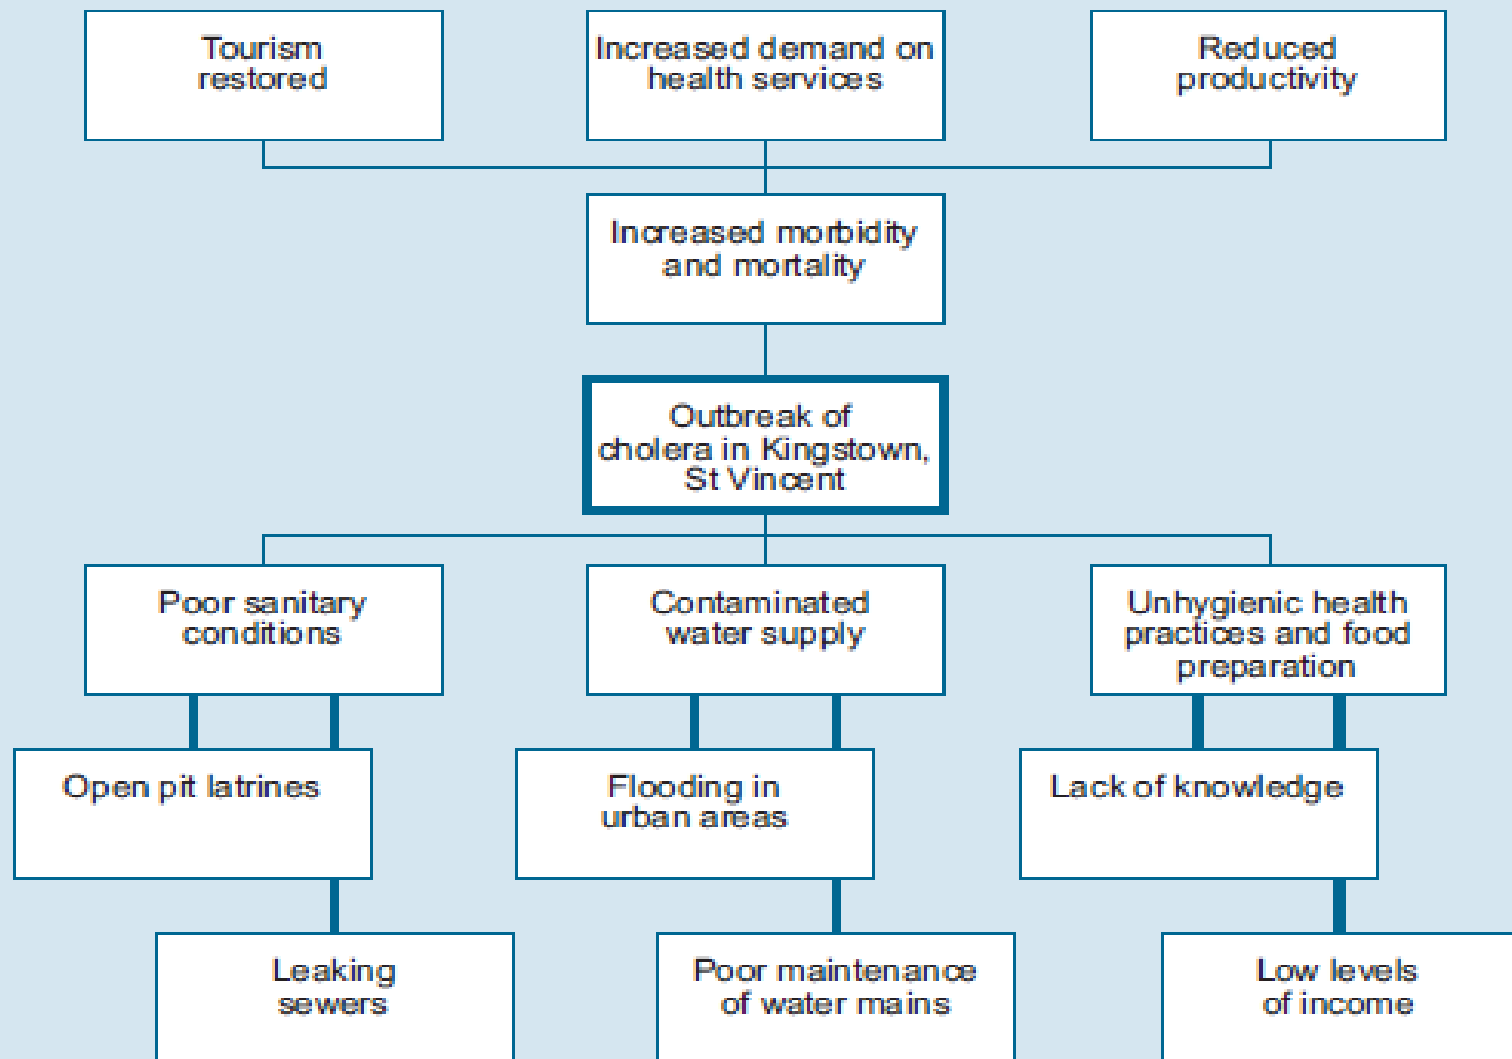 Tourism
restored
Increased demand on
health services
Reduced
productivity
Increased morbidity
and mortality
Outbreak of
cholera in Kingstown,
St Vincent
Poor sanitary
conditions
Contaminated
water supply
Unhygienic health
practices and food
preparation
Open pit latrines
Flooding in
urban areas
Lack of knowledge
Leaking
sewers
Poor maintenance
of water mains
Low levels
of income